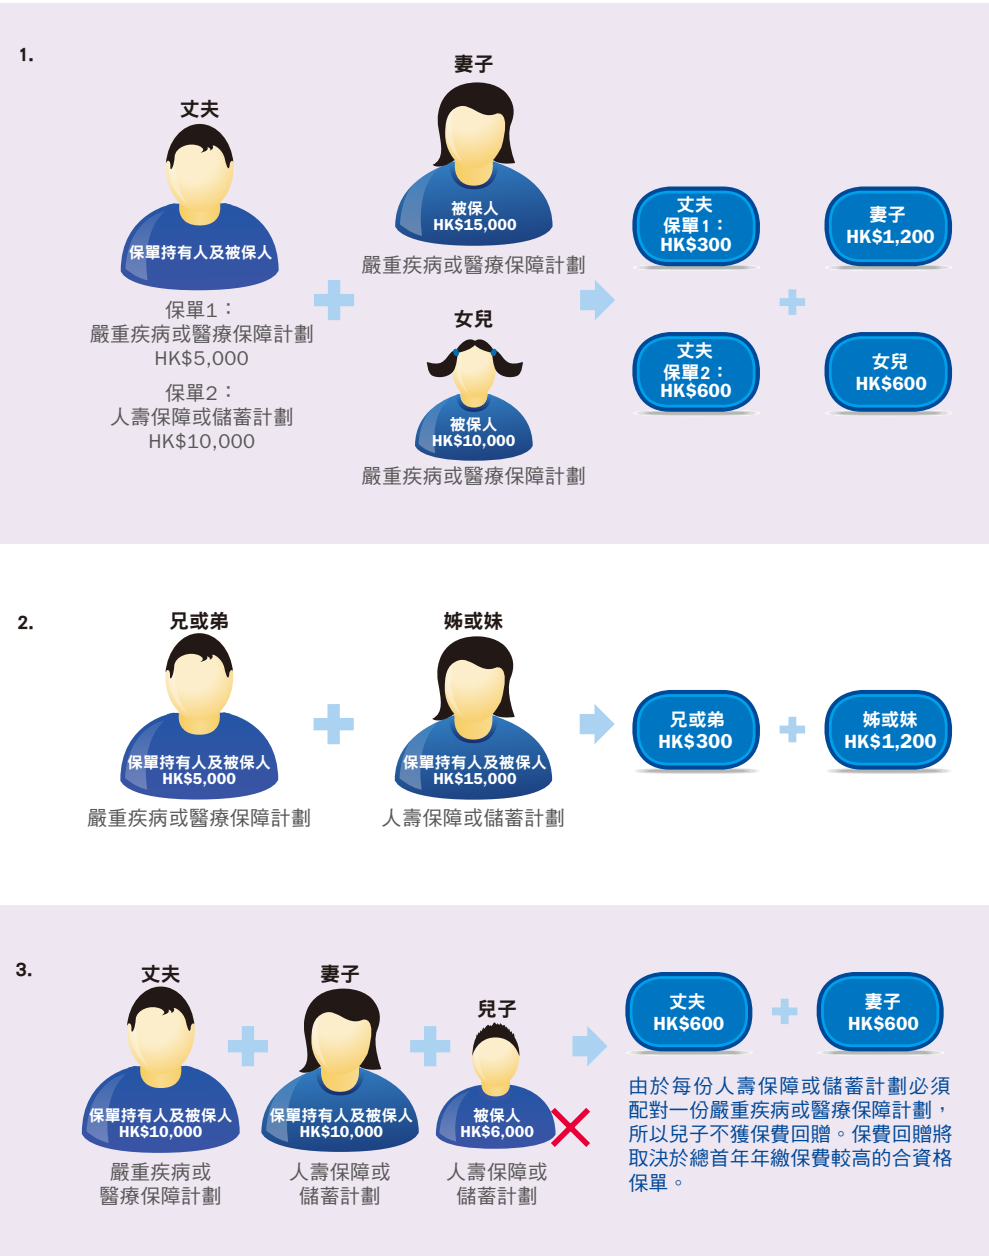 1.
丈夫
保單持有人及被保人
保單1：
嚴重疾病或醫療保障計劃
HK$5,000
保單2：
人壽保障或儲蓄計劃
HK$10,000
妻子
被保人
HK$15,000
嚴重疾病或醫療保障計劃
女兒
被保人
HK$10,000
嚴重疾病或醫療保障計劃
丈夫
保單1：
HK$300
妻子
HK$1,200
丈夫
保單2：
HK$600
女兒
HK$600
2.
兄或弟
保單持有人及被保人
HK$5,000
嚴重疾病或醫療保障計劃
姊或妹
保單持有人及被保人
HK$15,000
人壽保障或儲蓄計劃
兄或弟
HK$300
姊或妹
HK$1,200
3.
丈夫
保單持有人及被保人
HK$10,000
嚴重疾病或
醫療保障計劃
妻子
保單持有人及被保人
HK$10,000
人壽保障或
儲蓄計劃
兒子
被保人
HK$6,000
人壽保障或
儲蓄計劃
丈夫
HK$600
妻子
HK$600
由於每份人壽保障或儲蓄計劃必須
配對一份嚴重疾病或醫療保障計劃，
所以兒子不獲保費回贈。保費回贈將
取決於總首年年繳保費較高的合資格
保單。